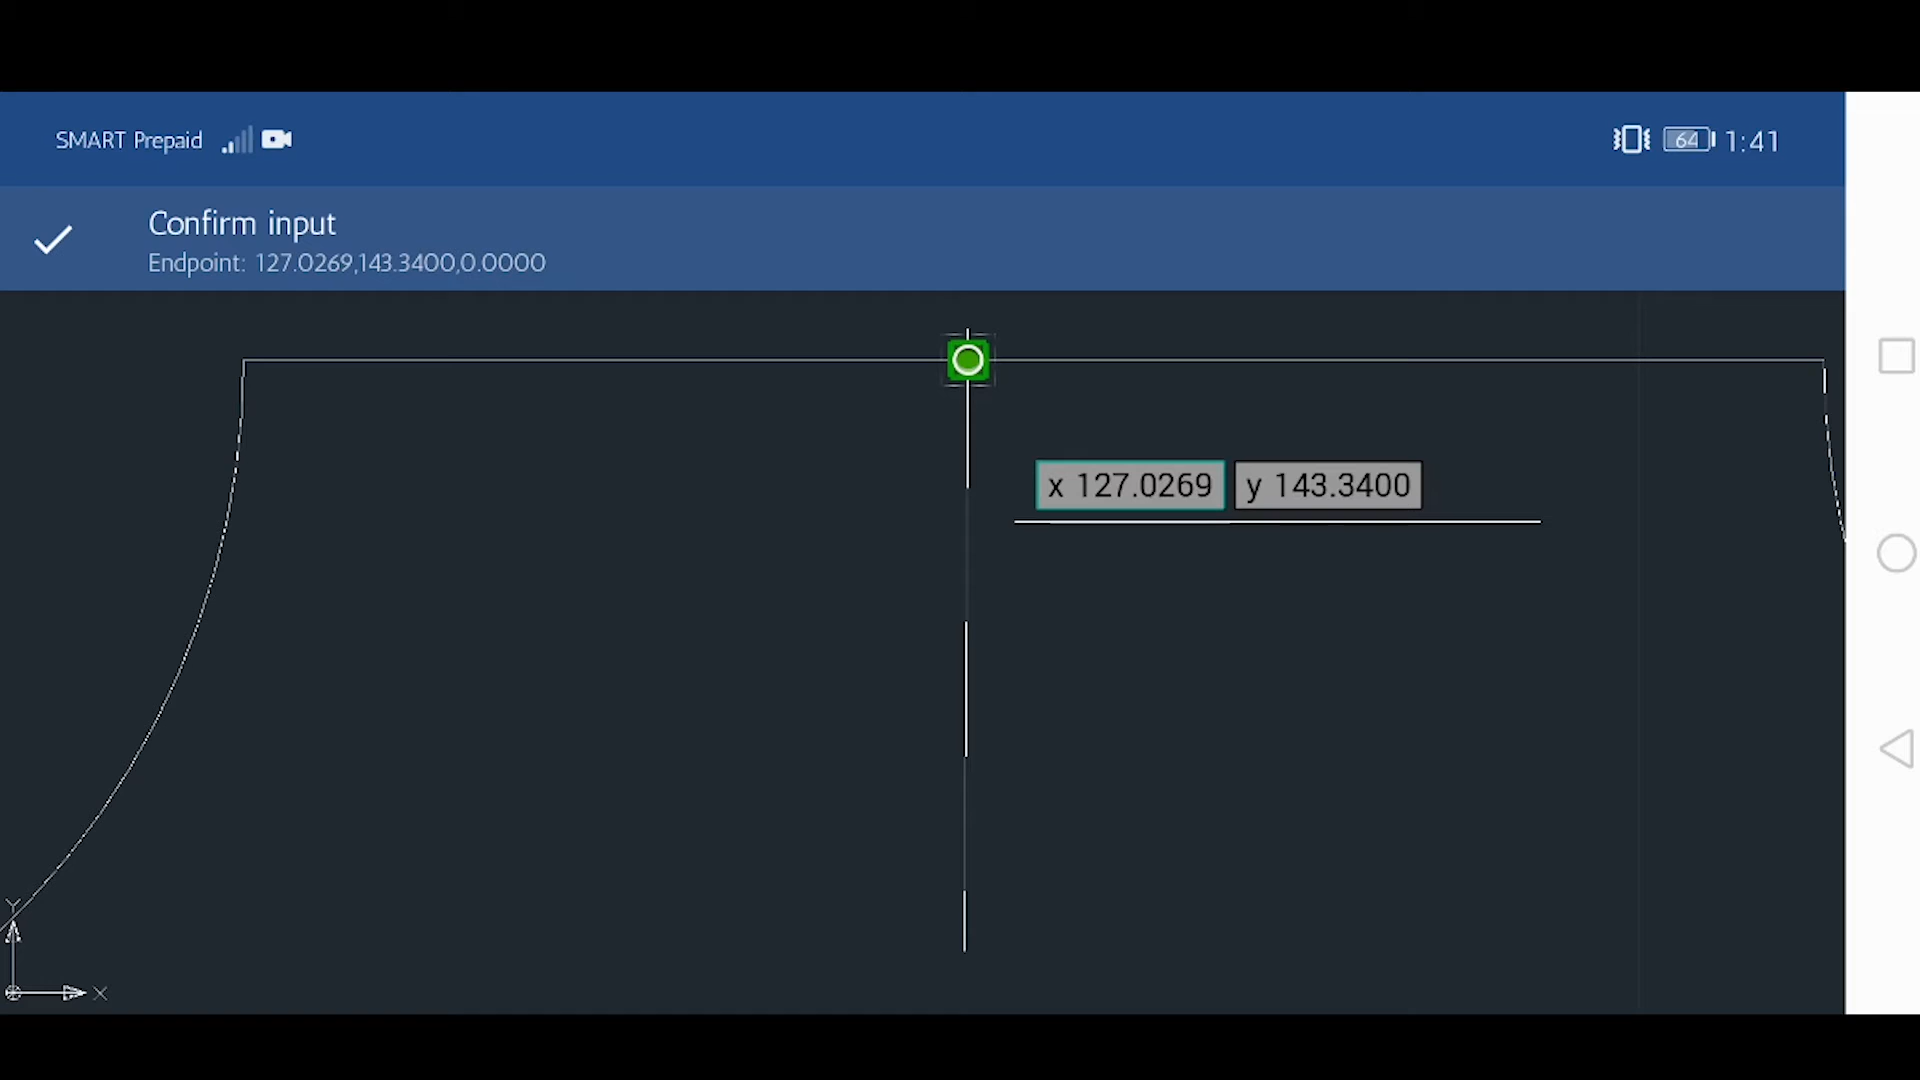 SMART Prepaid 64 1:41
Confirm input
Endpoint: 127.0269,143.3400,0.0000
x 127.0269 y 143.3400
Y
X